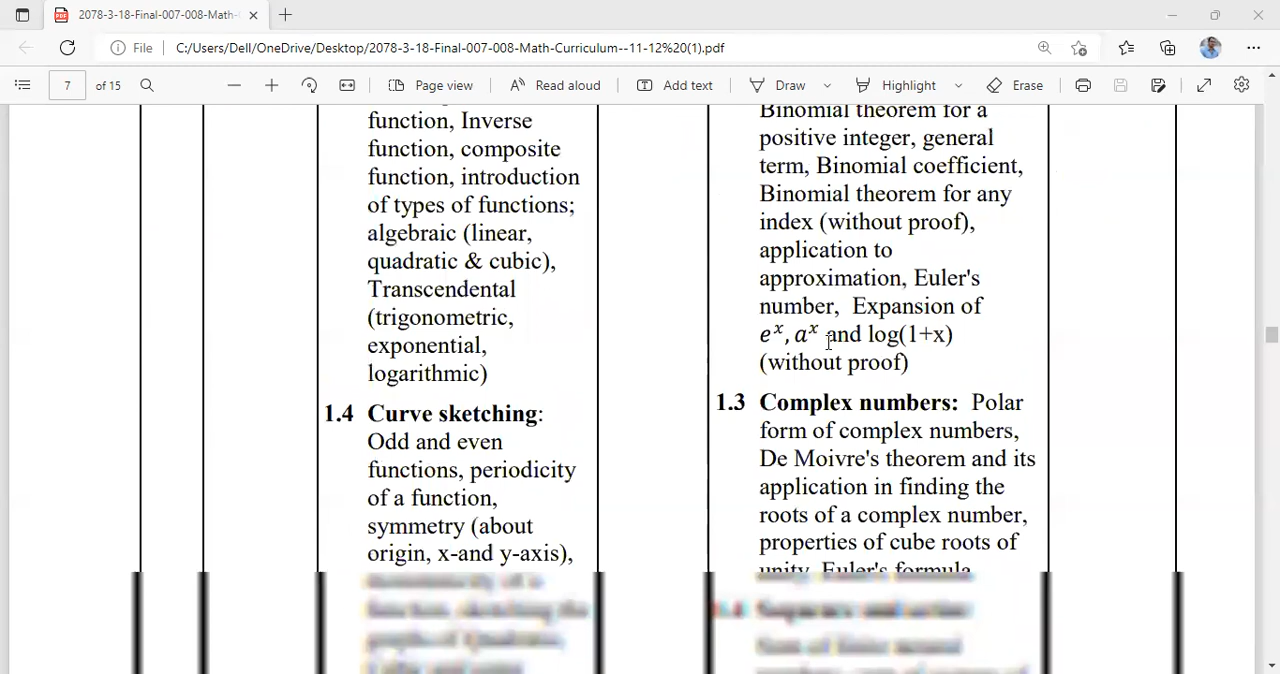 2078-3-18-Final-007-008-Math-
File
C:/Users/Dell/OneDrive/Desktop/2078-3-18-Final-007-008-Math-Curriculum--11-12%20(1).pdf
7 of 15
Page view
Read aloud
Add text
Draw
Highlight
Erase
function, Inverse
function, composite
function, introduction
of types of functions;
algebraic (linear,
quadratic & cubic),
Transcendental
(trigonometric,
exponential,
logarithmic)
1.4 Curve sketching:
Odd and even
functions, periodicity
of a function,
symmetry (about
origin, x-and y-axis),
Binomial theorem for a
positive integer, general
term, Binomial coefficient,
Binomial theorem for any
index (without proof),
application to
approximation, Euler's
number, Expansion of
e^x, a^x and log(1+x)
(without proof)
1.3 Complex numbers: Polar
form of complex numbers,
De Moivre's theorem and its
application in finding the
roots of a complex number,
properties of cube roots of
unity, Euler's formula